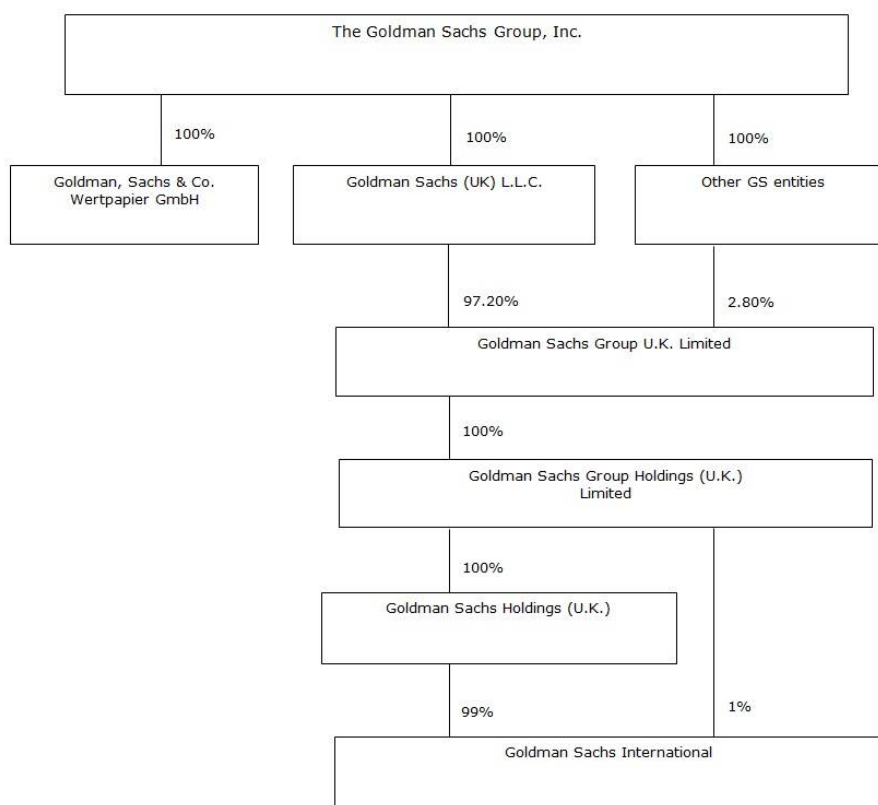 The Goldman Sachs Group, Inc.
100%
100%
100%
Goldman, Sachs & Co.
Wertpapier GmbH
Goldman Sachs (UK) L.L.C.
Other GS entities
97.20%
2.80%
Goldman Sachs Group U.K. Limited
100%
Goldman Sachs Group Holdings (U.K.)
Limited
100%
Goldman Sachs Holdings (U.K.)
99%
1%
Goldman Sachs International